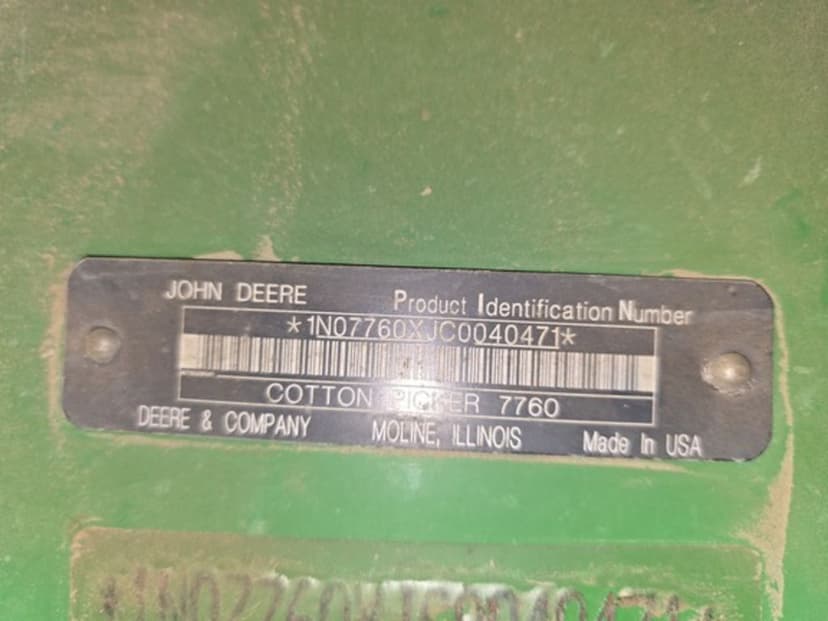 JOHN DEERE Product Identification Number
*1N07760XJC0040471*
COTTON PICKER 7760
DEERE & COMPANY MOLINE, ILLINOIS Made In USA